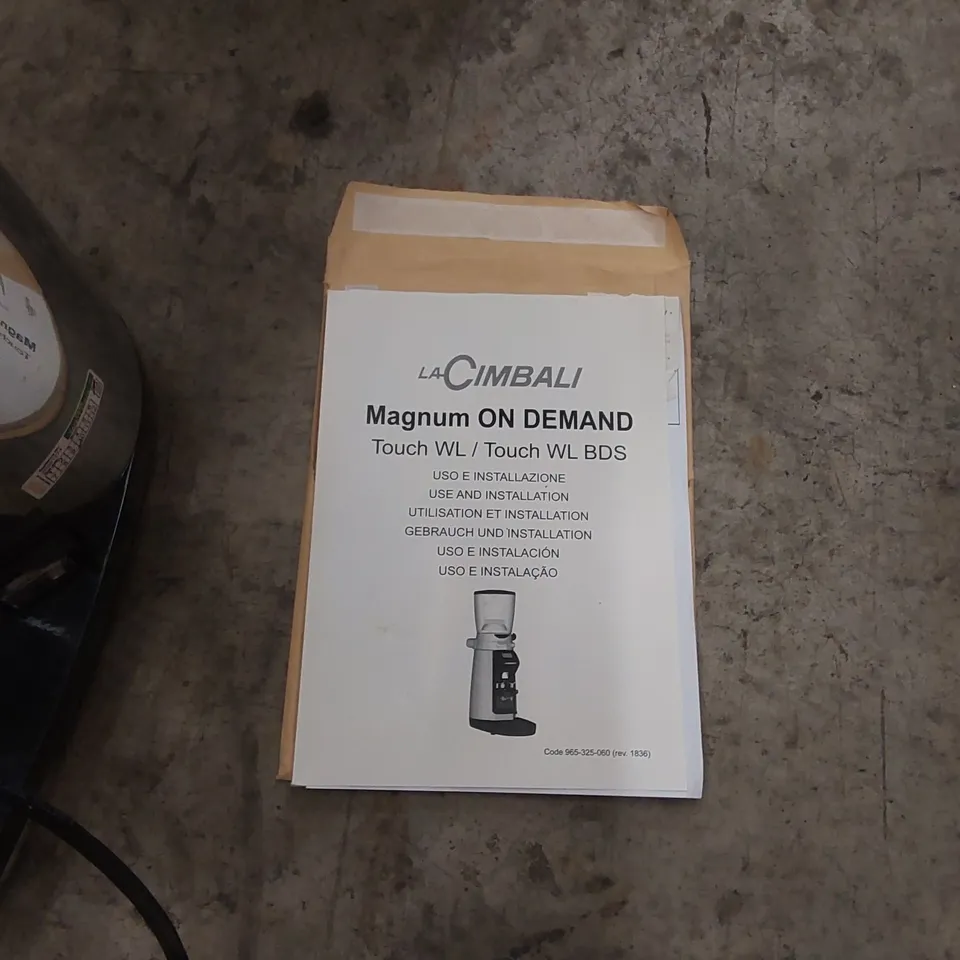 LA CIMBALI
Magnum ON DEMAND
Touch WL / Touch WL BDS
USO E INSTALLAZIONE
USE AND INSTALLATION
UTILISATION ET INSTALLATION
GEBRAUCH UND INSTALLATION
USO E INSTALACIÓN
USO E INSTALAÇÃO
Code 965-325-060 (rev. 1836)